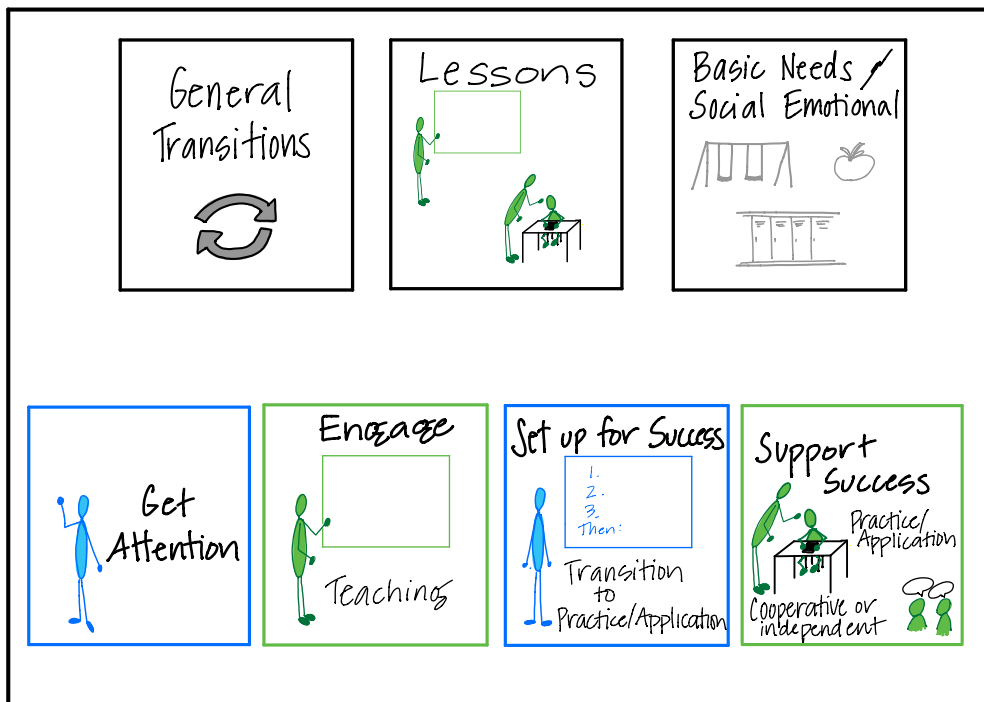 General
Transitions
Lessons
Basic Needs /
Social Emotional
Get
Attention
Engage
Teaching
Set up for Success
1.
2.
3.
Then:
Transition
to
Practice/Application
Support
Success
Practice/
Application
Cooperative or
independent